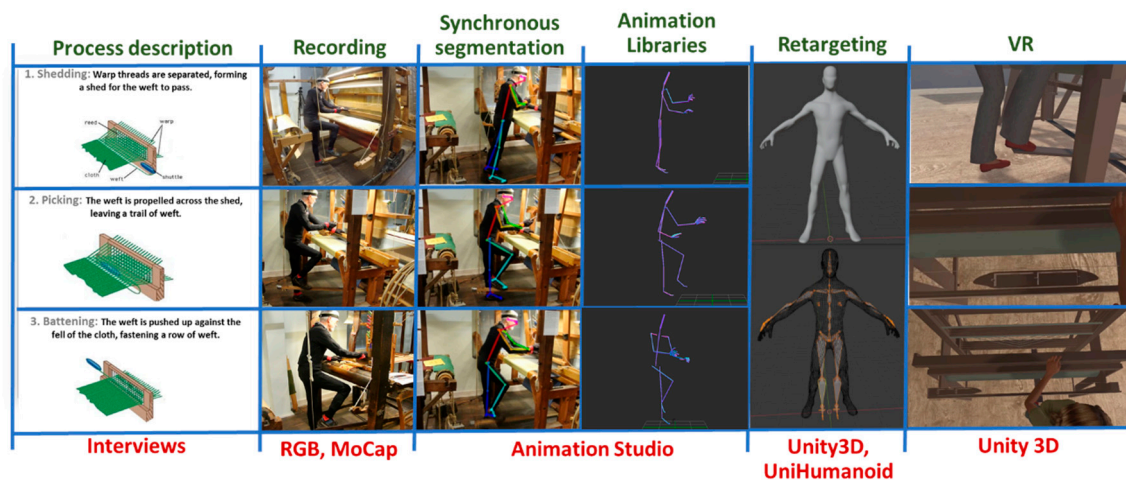 Process description
Recording
Synchronous
segmentation
Animation
Libraries
Retargeting
VR
1. Shedding: Warp threads are separated, forming
a shed for the weft to pass.
reed
warp
cloth
weft
shuttle
2. Picking: The weft is propelled across the shed,
leaving a trail of weft.
3. Battening: The weft is pushed up against the
fell of the cloth, fastening a row of weft.
Interviews
RGB, MoCap
Animation Studio
Unity3D,
UniHumanoid
Unity 3D